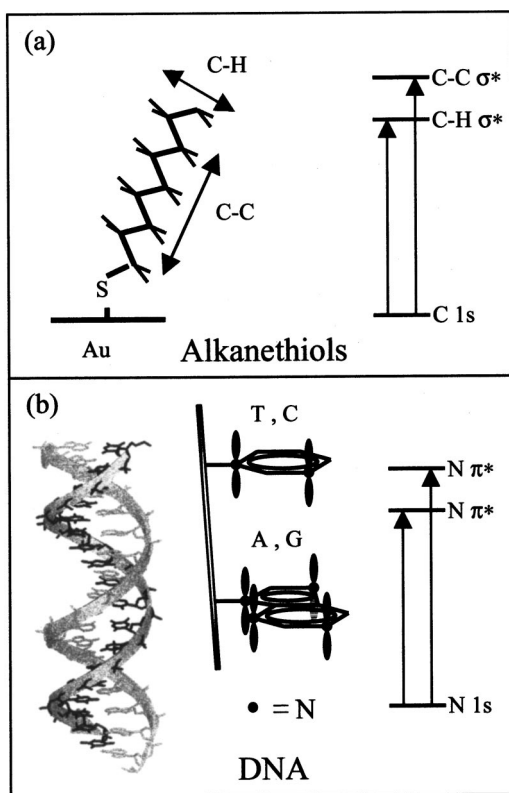 (a)
C-H
C-C
S
Au
Alkanethiols
C-C σ*
C-H σ*
C 1s
(b)
T , C
A , G
• = N
DNA
N π*
N π*
N 1s